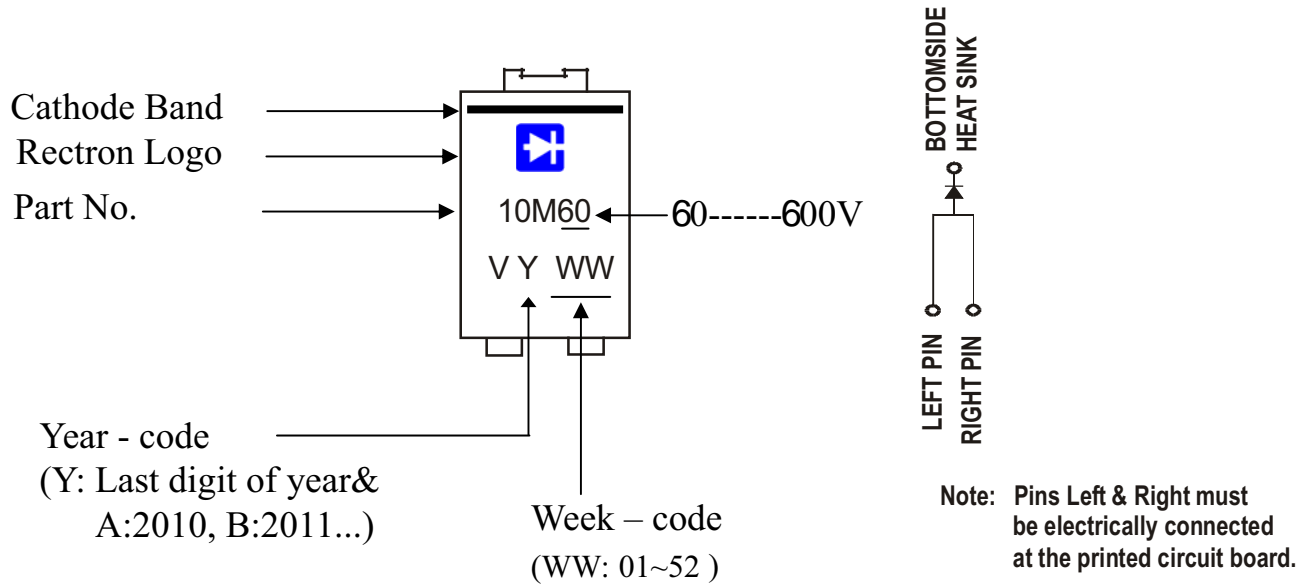 Cathode Band
Rectron Logo
Part No.
10M60
60------600V
V Y WW
Year - code
(Y: Last digit of year&
A:2010, B:2011...)
Week – code
(WW: 01~52 )
BOTTOMSIDE
HEAT SINK
LEFT PIN
RIGHT PIN
Note: Pins Left & Right must
be electrically connected
at the printed circuit board.